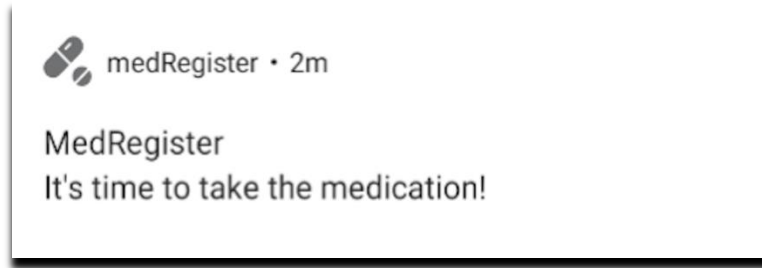 medRegister • 2m
MedRegister
It's time to take the medication!